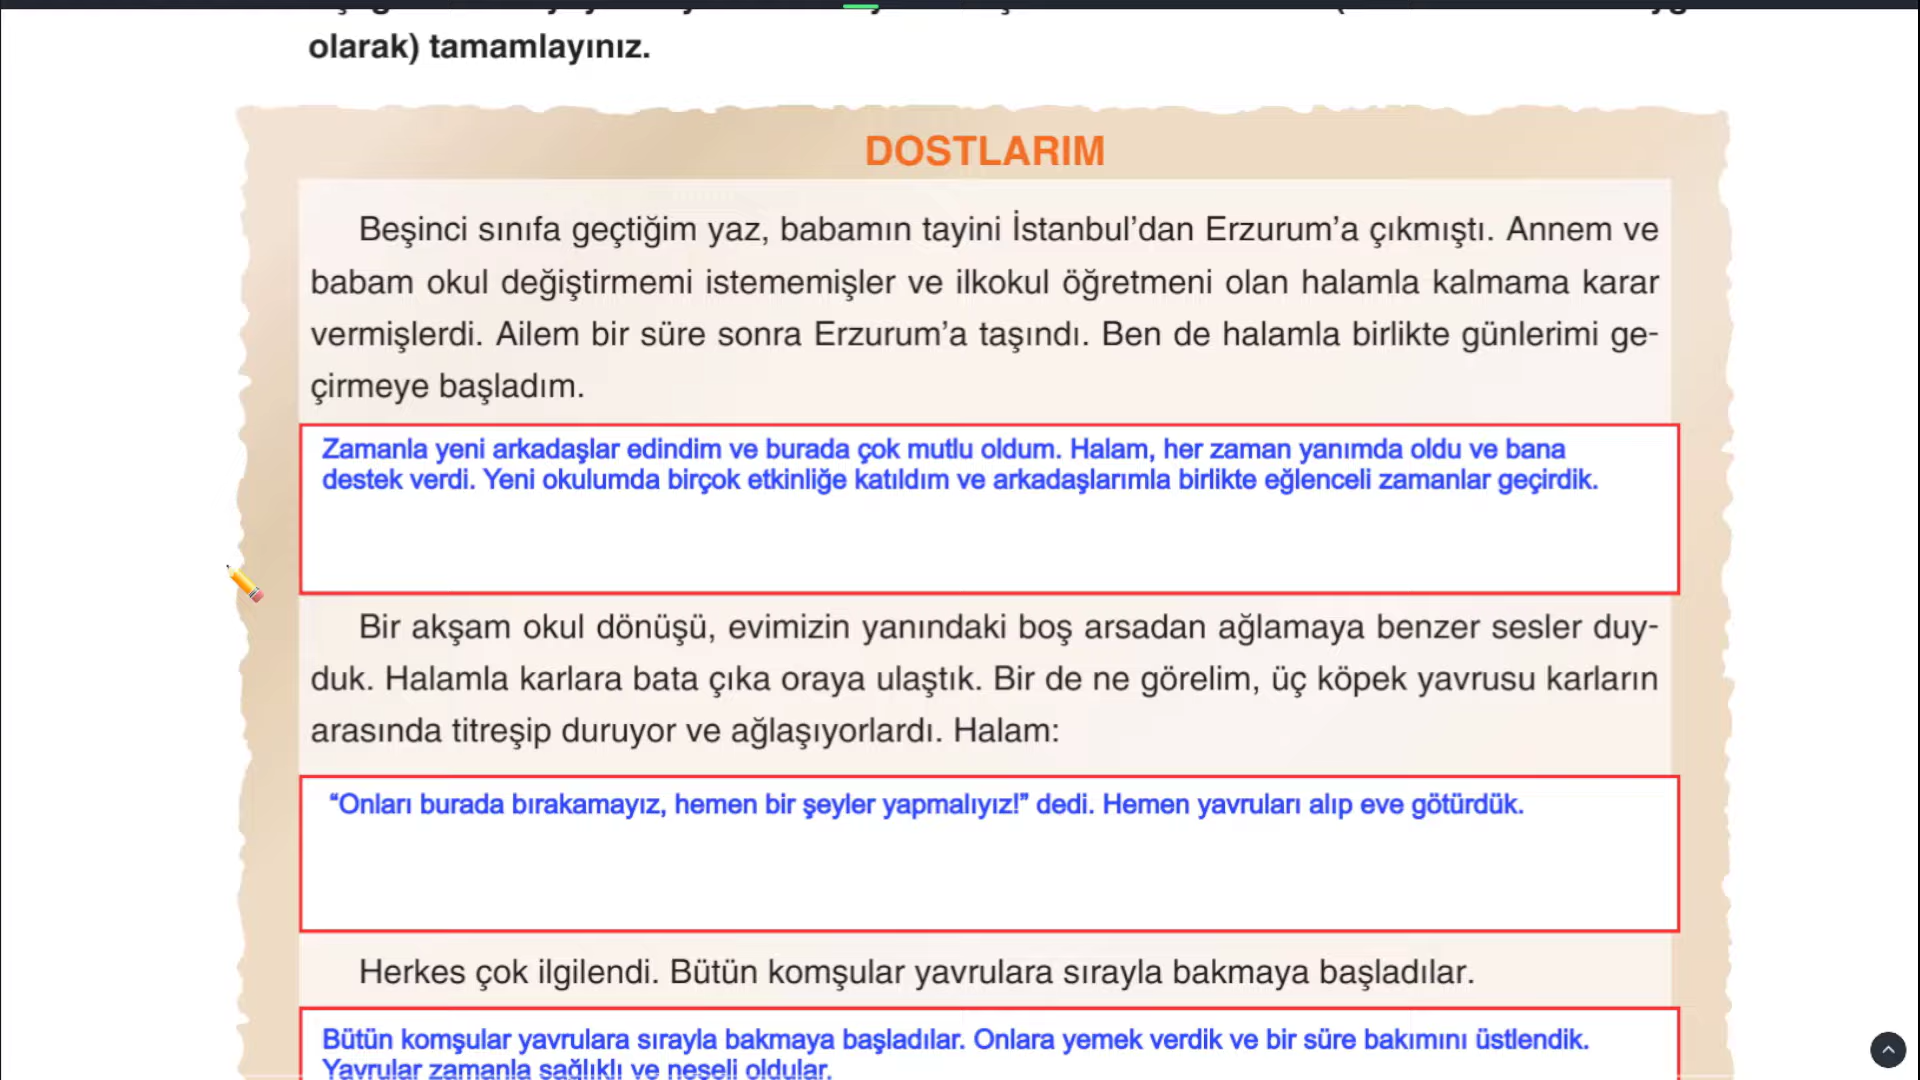 olarak) tamamlayınız.
DOSTLARIM
Beşinci sınıfa geçtiğim yaz, babamın tayini İstanbul’dan Erzurum’a çıkmıştı. Annem ve
babam okul değiştirmemi istememişler ve ilkokul öğretmeni olan halamla kalmama karar
vermişlerdi. Ailem bir süre sonra Erzurum’a taşındı. Ben de halamla birlikte günlerimi ge-
çirmeye başladım.
Zamanla yeni arkadaşlar edindim ve burada çok mutlu oldum. Halam, her zaman yanımda oldu ve bana
destek verdi. Yeni okulumda birçok etkinliğe katıldım ve arkadaşlarımla birlikte eğlenceli zamanlar geçirdik.
Bir akşam okul dönüşü, evimizin yanındaki boş arsadan ağlamaya benzer sesler duy-
duk. Halamla karlara bata çıka oraya ulaştık. Bir de ne görelim, üç köpek yavrusu karların
arasında titreşip duruyor ve ağlaşıyorlardı. Halam:
“Onları burada bırakamayız, hemen bir şeyler yapmalıyız!” dedi. Hemen yavruları alıp eve götürdük.
Herkes çok ilgilendi. Bütün komşular yavrulara sırayla bakmaya başladılar.
Bütün komşular yavrulara sırayla bakmaya başladılar. Onlara yemek verdik ve bir süre bakımını üstlendik.
Yavrular zamanla sağlıklı ve neşeli oldular.